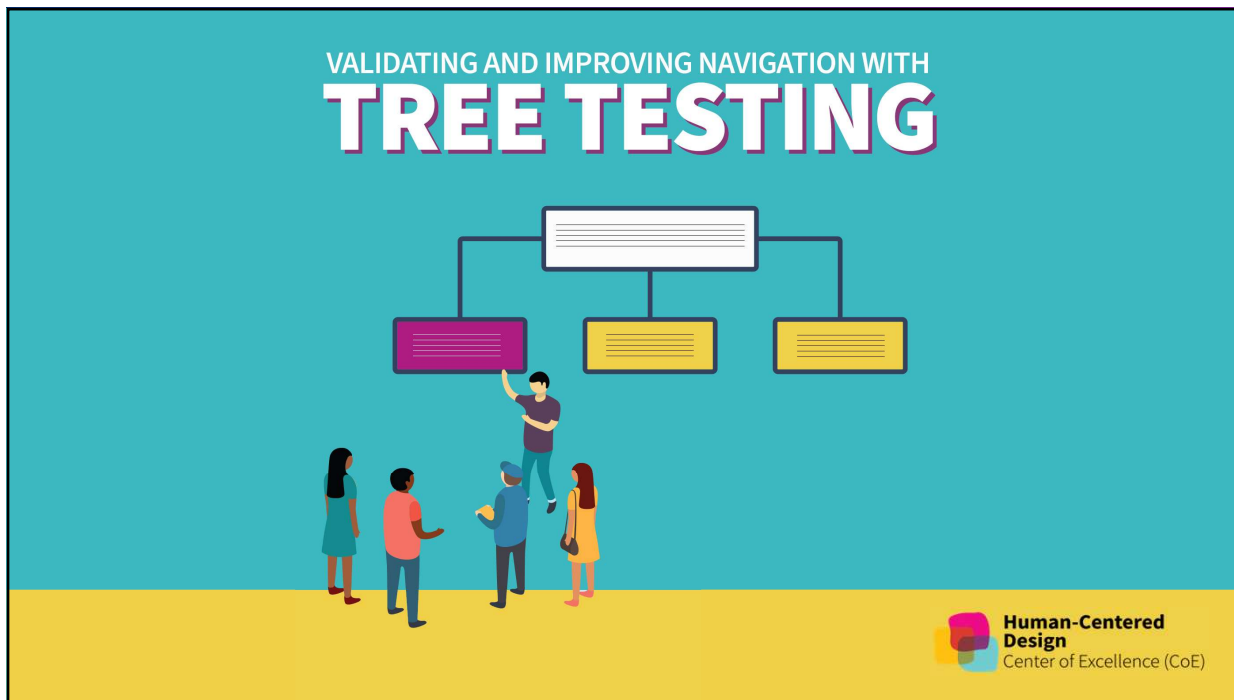 VALIDATING AND IMPROVING NAVIGATION WITH
TREE TESTING
Human-Centered
Design
Center of Excellence (CoE)